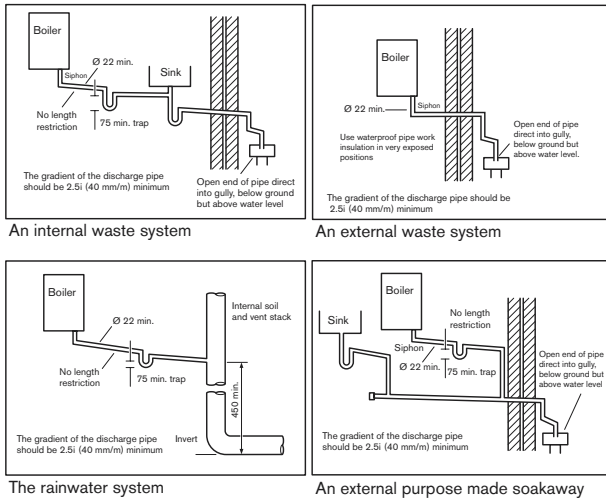 Boiler
Ø 22 min.
Siphon
Sink
No length
restriction
75 min. trap
The gradient of the discharge pipe
should be 2.5i (40 mm/m) minimum
Open end of pipe direct
into gully, below ground
but above water level
An internal waste system
Boiler
Ø 22 min.
Siphon
Use waterproof pipe work
insulation in very exposed
positions
Open end of pipe
direct into gully,
below ground but
above water level.
The gradient of the discharge pipe should be
2.5i (40 mm/m) minimum
An external waste system
Boiler
Ø 22 min.
Internal soil
and vent stack
No length
restriction
75 min. trap
450 min.
The gradient of the discharge pipe
should be 2.5i (40 mm/m) minimum
Invert
The rainwater system
Sink
Boiler
No length
restriction
Siphon
Ø 22 min.
75 min. trap
Open end of pipe
direct into gully,
below ground but
above water level
The gradient of the discharge pipe
should be 2.5i (40 mm/m) minimum
An external purpose made soakaway